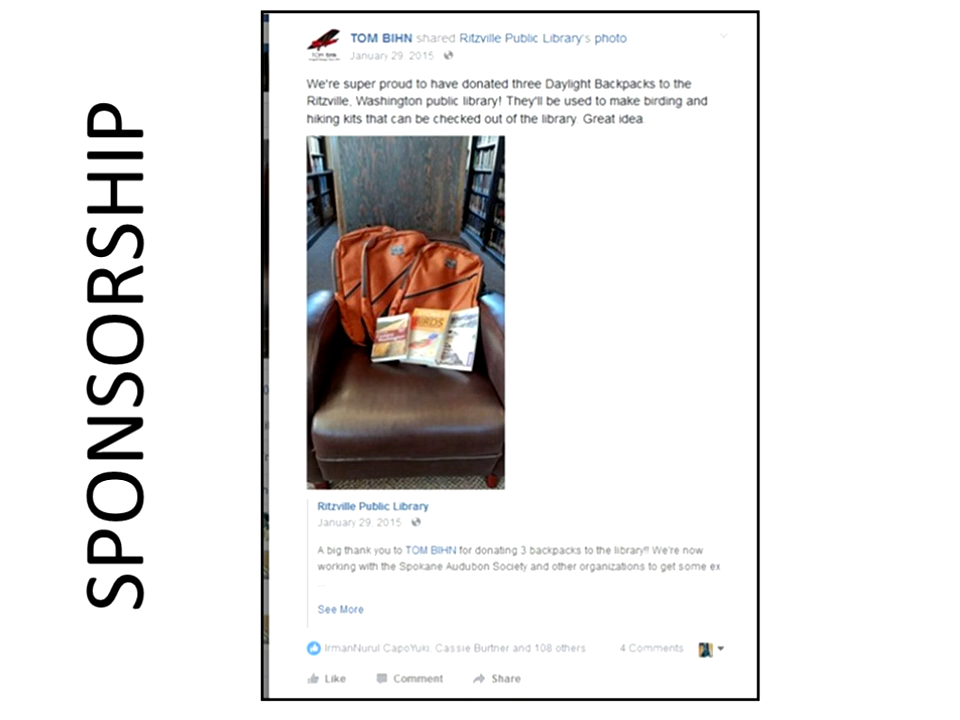 SPONSORSHIP
TOM BIHN shared Ritzville Public Library's photo
January 29, 2015
We're super proud to have donated three Daylight Backpacks to the
Ritzville, Washington public library! They'll be used to make birding and
hiking kits that can be checked out of the library. Great idea.
BIRDS
Ritzville Public Library
January 29, 2015
A big thank you to TOM BIHN for donating 3 backpacks to the library!! We're now
working with the Spokane Audubon Society and other organizations to get some ex
...
See More
IrmanNurul CapoYuki, Cassie Burtner and 108 others
4 Comments
Like Comment Share